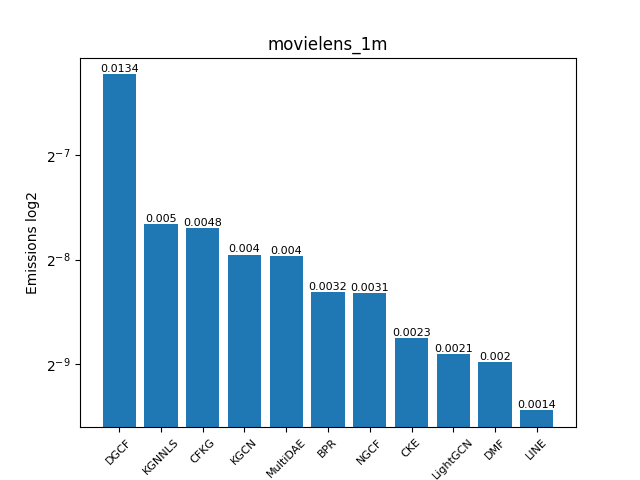 movielens_1m
Emissions log2
2⁻⁷
2⁻⁸
2⁻⁹
0.0134
0.005
0.0048
0.004
0.004
0.0032
0.0031
0.0023
0.0021
0.002
0.0014
DGCF
KGNNLS
CFKG
KGCN
MultiDAE
BPR
NGCF
CKE
LightGCN
DMF
LINE